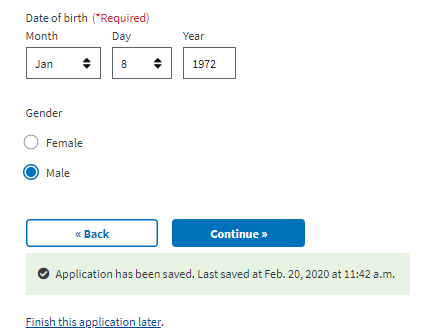 Date of birth (*Required)
Month Day Year
Jan 8 1972
Gender
Female
Male
« Back Continue »
Application has been saved. Last saved at Feb. 20, 2020 at 11:42 a.m.
Finish this application later.